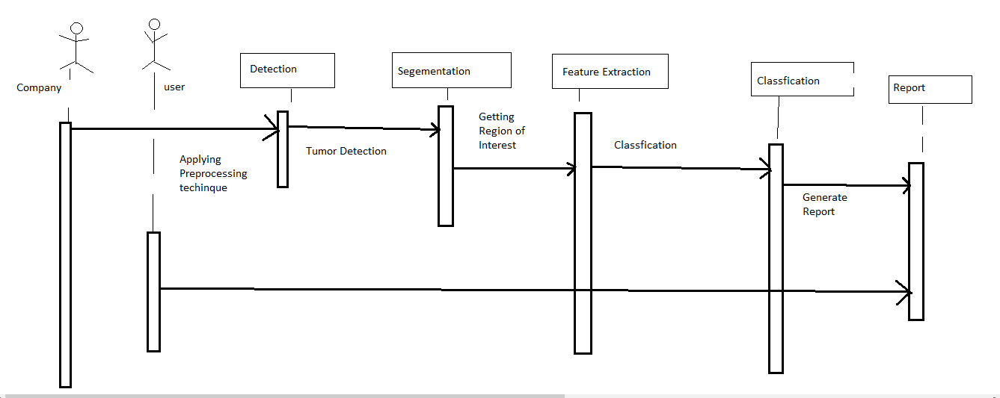 Company
user
Detection
Segementation
Feature Extraction
Classfication
Report
Applying
Preprocessing
techinque
Tumor Detection
Getting
Region of
Interest
Classfication
Generate
Report